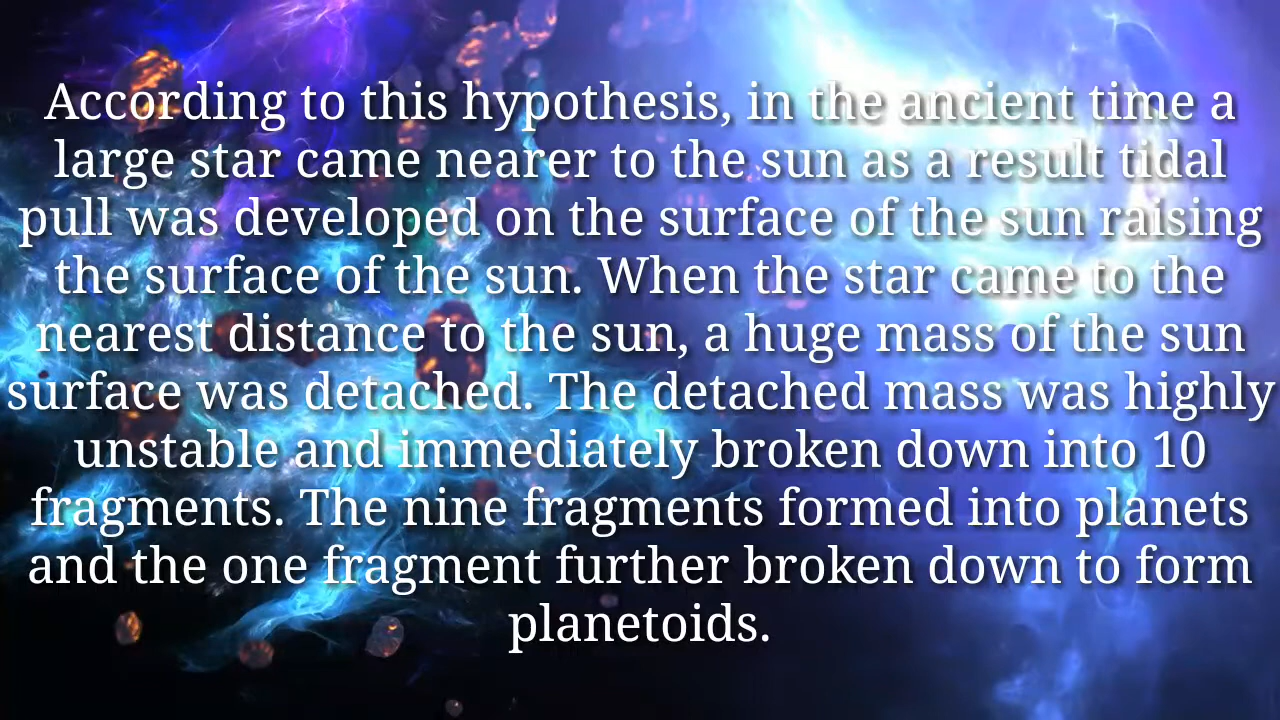 According to this hypothesis, in the ancient time a
large star came nearer to the sun as a result tidal
pull was developed on the surface of the sun raising
the surface of the sun. When the star came to the
nearest distance to the sun, a huge mass of the sun
surface was detached. The detached mass was highly
unstable and immediately broken down into 10
fragments. The nine fragments formed into planets
and the one fragment further broken down to form
planetoids.